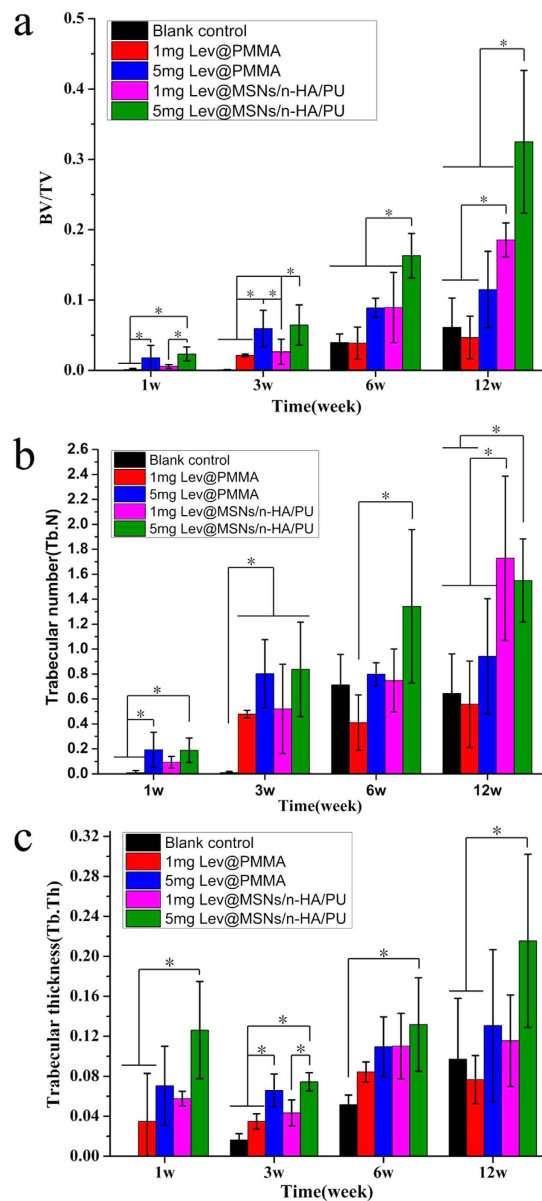 a
Blank control
1mg Lev@PMMA
5mg Lev@PMMA
1mg Lev@MSNs/n-HA/PU
5mg Lev@MSNs/n-HA/PU
BV/TV
0.5
0.4
0.3
0.2
0.1
0.0
* * *
* * * *
*
* *
1w 3w 6w 12w
Time(week)
b
Blank control
1mg Lev@PMMA
5mg Lev@PMMA
1mg Lev@MSNs/n-HA/PU
5mg Lev@MSNs/n-HA/PU
Trabecular number(Tb.N)
2.6
2.4
2.2
2.0
1.8
1.6
1.4
1.2
1.0
0.8
0.6
0.4
0.2
0.0
* *
*
*
* *
1w 3w 6w 12w
Time(week)
c
Blank control
1mg Lev@PMMA
5mg Lev@PMMA
1mg Lev@MSNs/n-HA/PU
5mg Lev@MSNs/n-HA/PU
Trabecular thickness(Tb.Th)
0.32
0.28
0.24
0.20
0.16
0.12
0.08
0.04
0.00
*
* * *
*
*
1w 3w 6w 12w
Time(week)